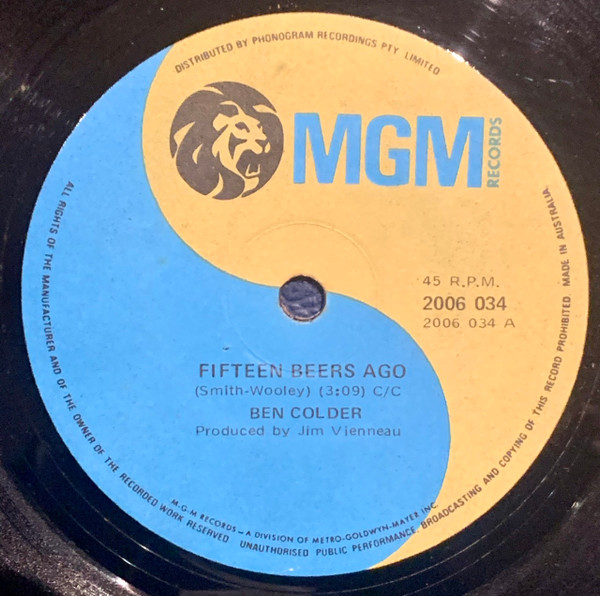 DISTRIBUTED BY PHONOGRAM RECORDINGS PTY. LIMITED
MGM RECORDS
45 R.P.M.
2006 034
2006 034 A
FIFTEEN BEERS AGO
(Smith-Wooley) (3:09) C/C
BEN COLDER
Produced by Jim Vienneau
M-G-M RECORDS — A DIVISION OF METRO-GOLDWYN-MAYER INC.
ALL RIGHTS OF THE MANUFACTURER AND OF THE OWNER OF THE RECORDED WORK RESERVED UNAUTHORISED PUBLIC PERFORMANCE, BROADCASTING AND COPYING OF THIS RECORD PROHIBITED. MADE IN AUSTRALIA.